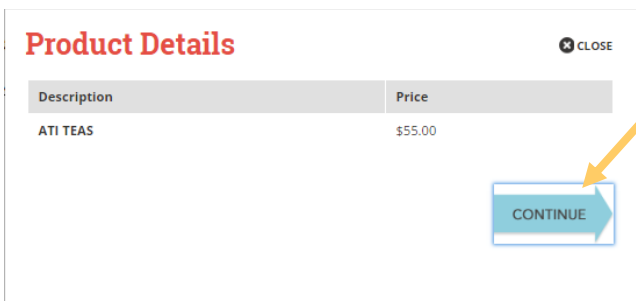 Product Details
CLOSE
Description Price
ATI TEAS $55.00
CONTINUE